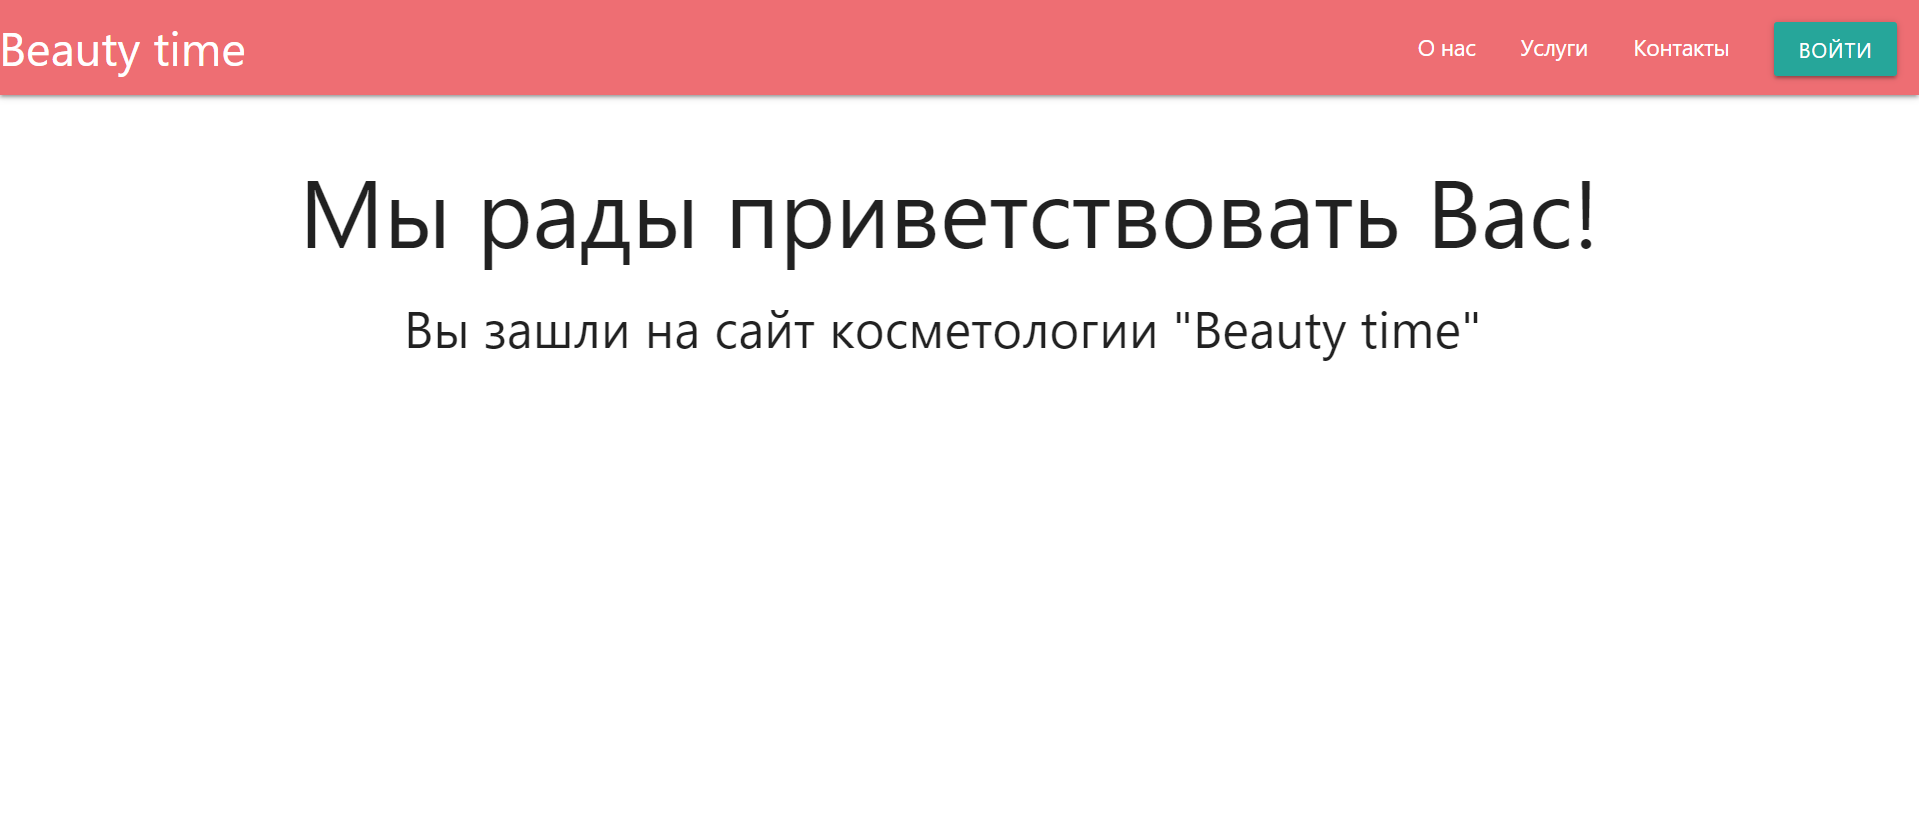 Beauty time
О нас Услуги Контакты ВОЙТИ
Мы рады приветствовать Вас!
Вы зашли на сайт косметологии "Beauty time"